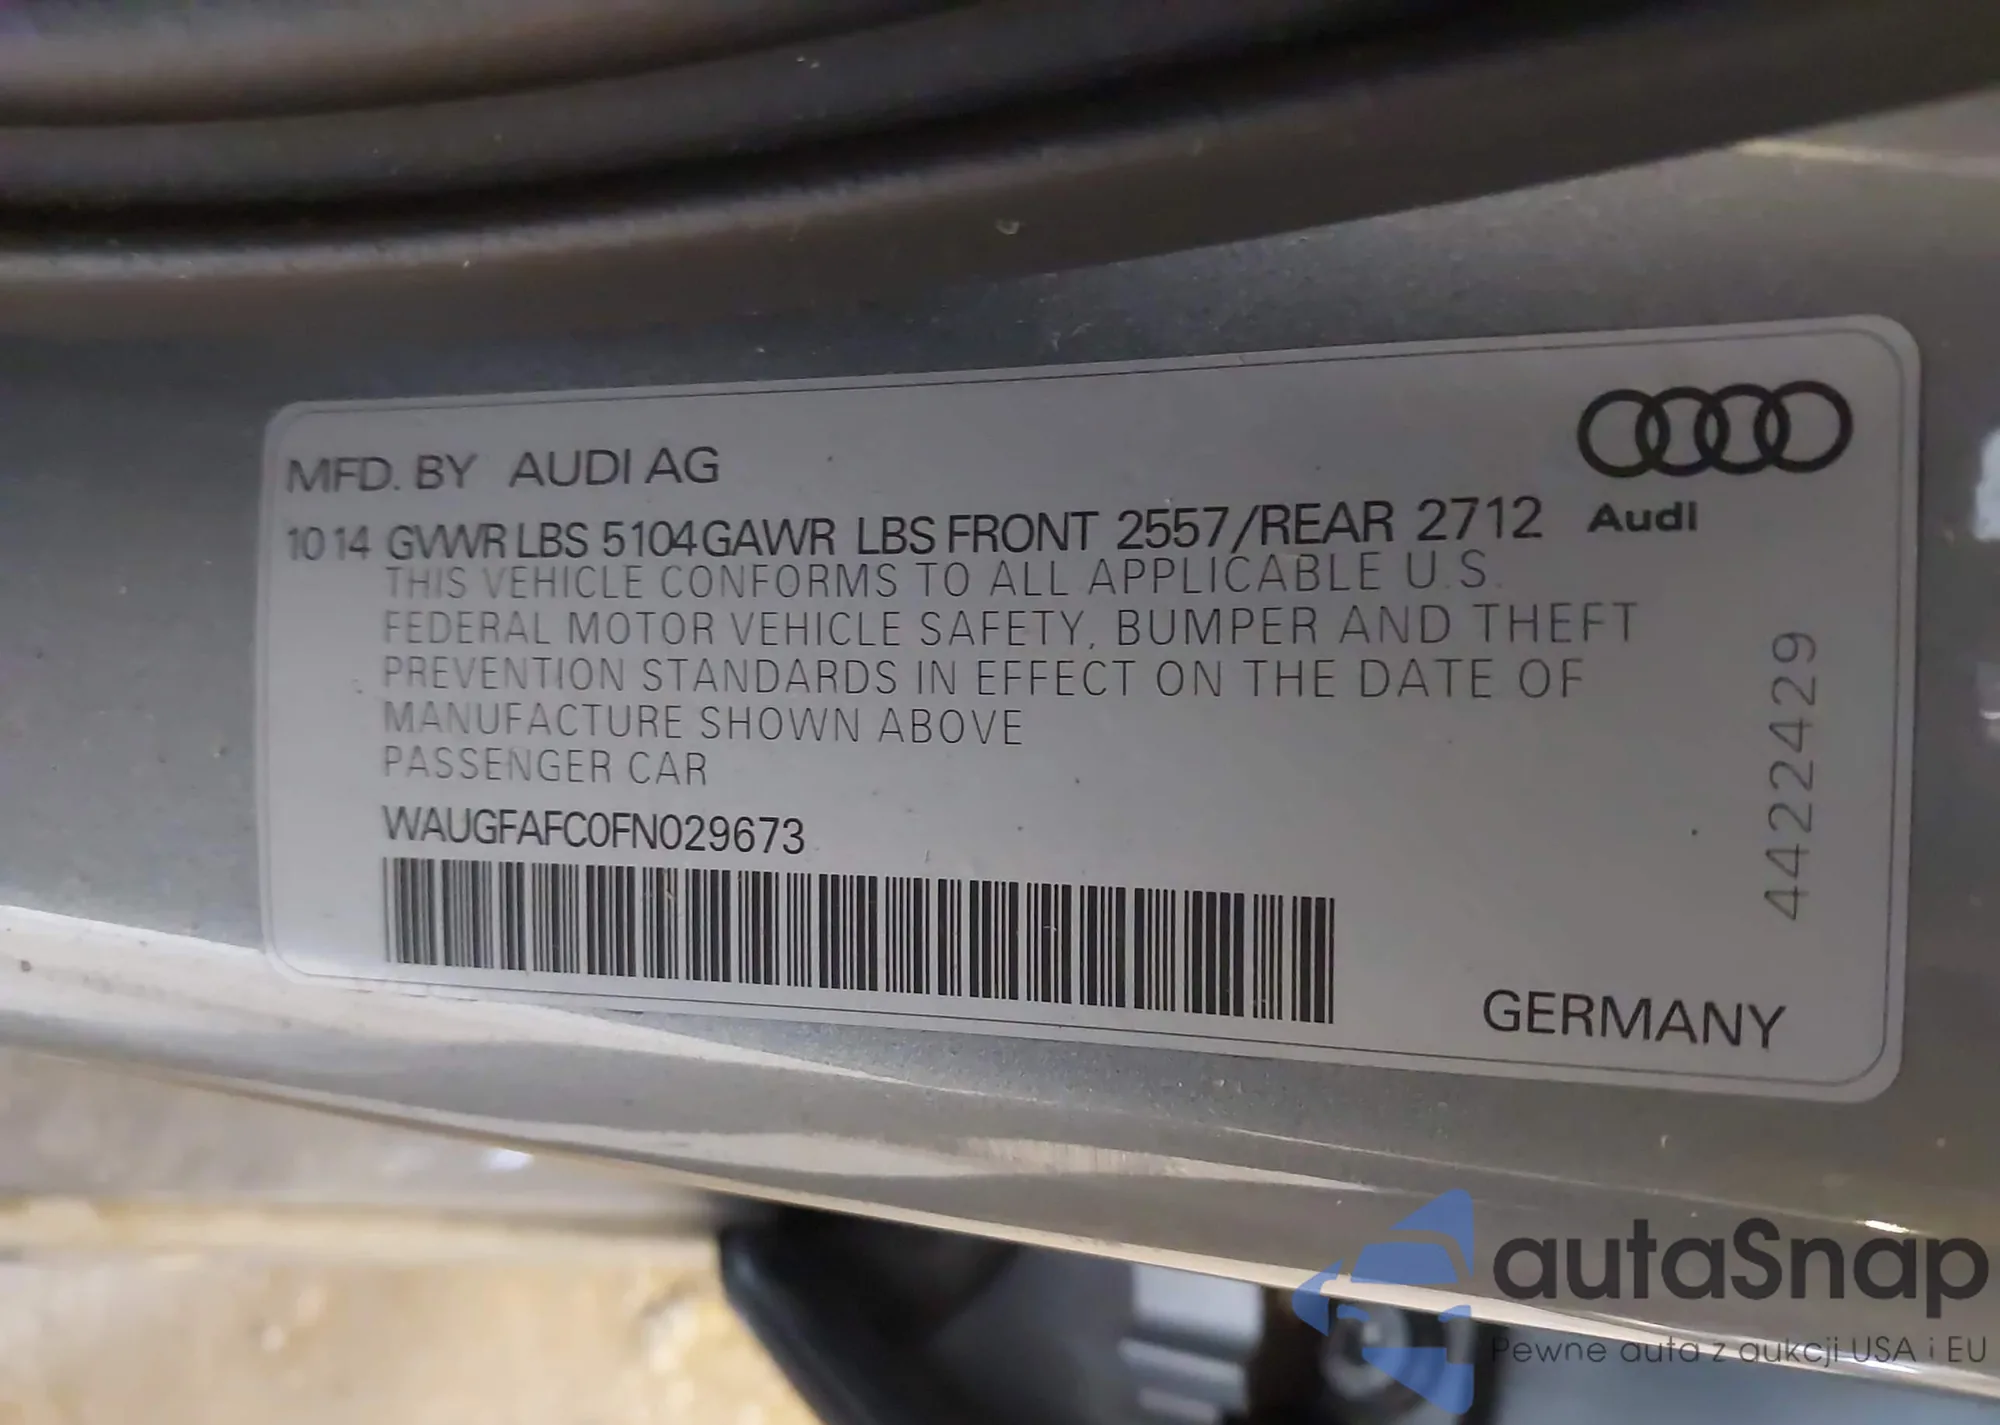 MFD. BY AUDI AG
10 14 GVWR LBS 5104 GAWR LBS FRONT 2557/REAR 2712
Audi
THIS VEHICLE CONFORMS TO ALL APPLICABLE U.S.
FEDERAL MOTOR VEHICLE SAFETY, BUMPER AND THEFT
PREVENTION STANDARDS IN EFFECT ON THE DATE OF
MANUFACTURE SHOWN ABOVE
PASSENGER CAR
WAUGFAFC0FN029673
4422429
GERMANY
autaSnap
Pewne auta z aukcji USA i EU